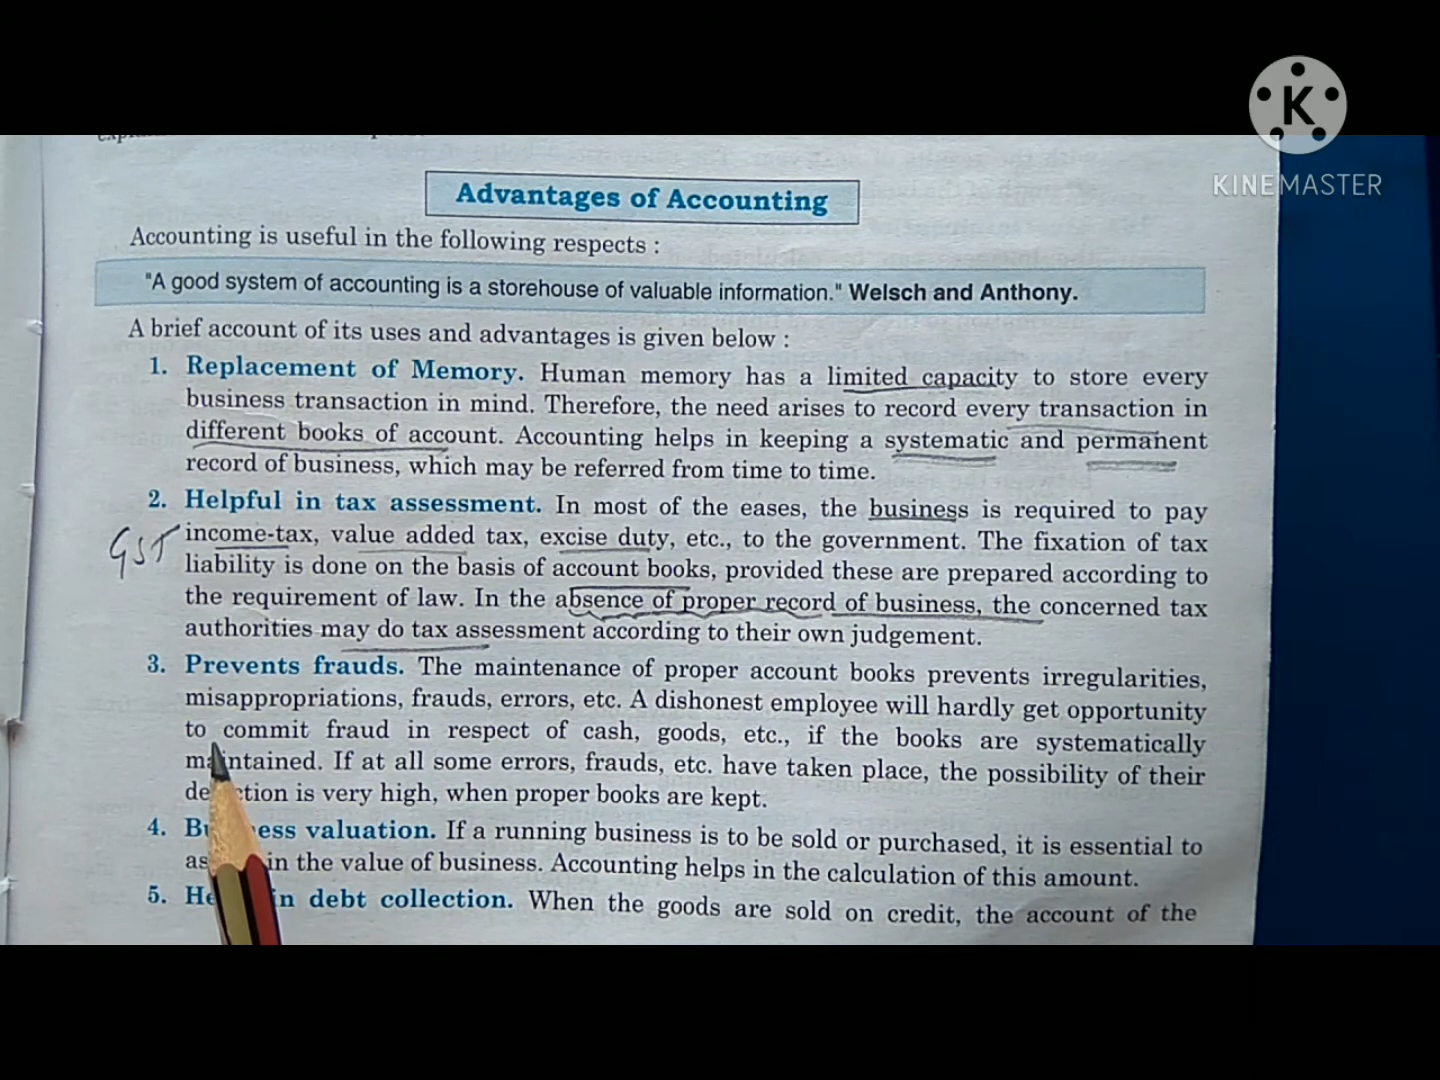 K
KINEMASTER
Advantages of Accounting
Accounting is useful in the following respects :
"A good system of accounting is a storehouse of valuable information." Welsch and Anthony.
A brief account of its uses and advantages is given below :
1. Replacement of Memory. Human memory has a limited capacity to store every
business transaction in mind. Therefore, the need arises to record every transaction in
different books of account. Accounting helps in keeping a systematic and permanent
record of business, which may be referred from time to time.
2. Helpful in tax assessment. In most of the eases, the business is required to pay
GST income-tax, value added tax, excise duty, etc., to the government. The fixation of tax
liability is done on the basis of account books, provided these are prepared according to
the requirement of law. In the absence of proper record of business, the concerned tax
authorities may do tax assessment according to their own judgement.
3. Prevents frauds. The maintenance of proper account books prevents irregularities,
misappropriations, frauds, errors, etc. A dishonest employee will hardly get opportunity
to commit fraud in respect of cash, goods, etc., if the books are systematically
maintained. If at all some errors, frauds, etc. have taken place, the possibility of their
is very high, when proper books are kept.
4. valuation. If a running business is to be sold or purchased, it is essential to
in the value of business. Accounting helps in the calculation of this amount.
5. in debt collection. When the goods are sold on credit, the account of the